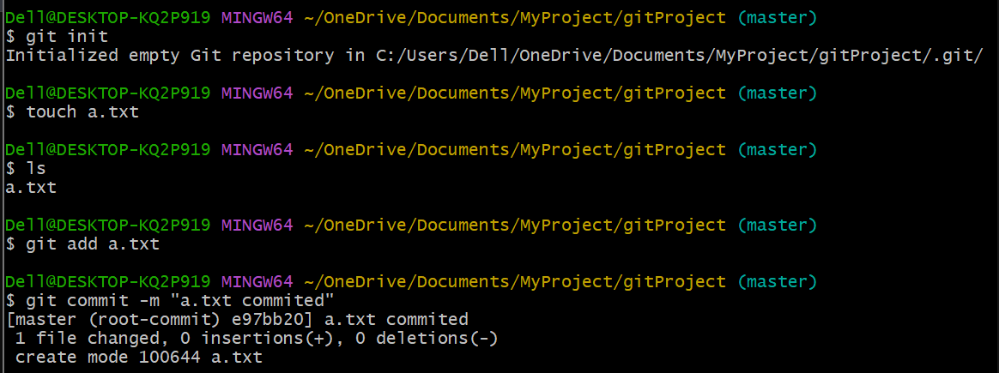 Dell@DESKTOP-KQ2P919 MINGW64 ~/OneDrive/Documents/MyProject/gitProject (master)
$ git init
Initialized empty Git repository in C:/Users/Dell/OneDrive/Documents/MyProject/gitProject/.git/
Dell@DESKTOP-KQ2P919 MINGW64 ~/OneDrive/Documents/MyProject/gitProject (master)
$ touch a.txt
Dell@DESKTOP-KQ2P919 MINGW64 ~/OneDrive/Documents/MyProject/gitProject (master)
$ ls
a.txt
Dell@DESKTOP-KQ2P919 MINGW64 ~/OneDrive/Documents/MyProject/gitProject (master)
$ git add a.txt
Dell@DESKTOP-KQ2P919 MINGW64 ~/OneDrive/Documents/MyProject/gitProject (master)
$ git commit -m "a.txt commited"
[master (root-commit) e97bb20] a.txt commited
 1 file changed, 0 insertions(+), 0 deletions(-)
 create mode 100644 a.txt